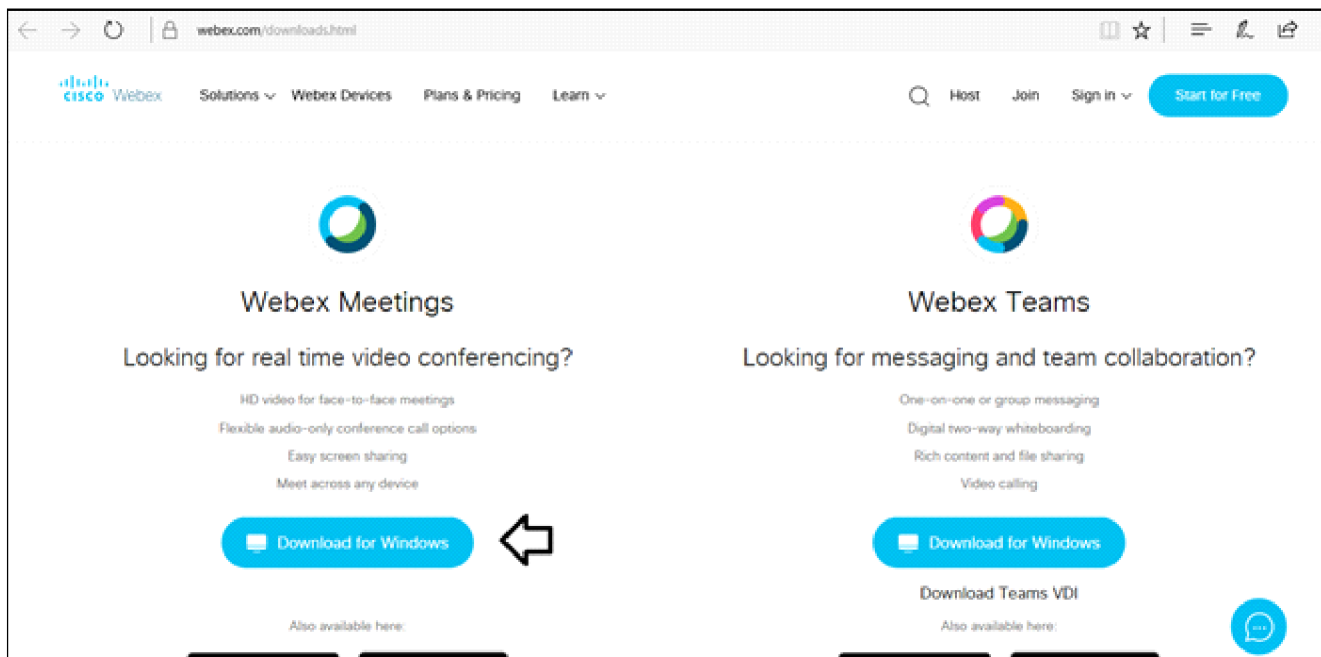 webex.com/downloads.html
cisco Webex Solutions Webex Devices Plans & Pricing Learn Host Join Sign in Start for Free
Webex Meetings
Looking for real time video conferencing?
HD video for face-to-face meetings
Flexible audio-only conference call options
Easy screen sharing
Meet across any device
Download for Windows
Also available here:
Webex Teams
Looking for messaging and team collaboration?
One-on-one or group messaging
Digital two-way whiteboarding
Rich content and file sharing
Video calling
Download for Windows
Download Teams VDI
Also available here: